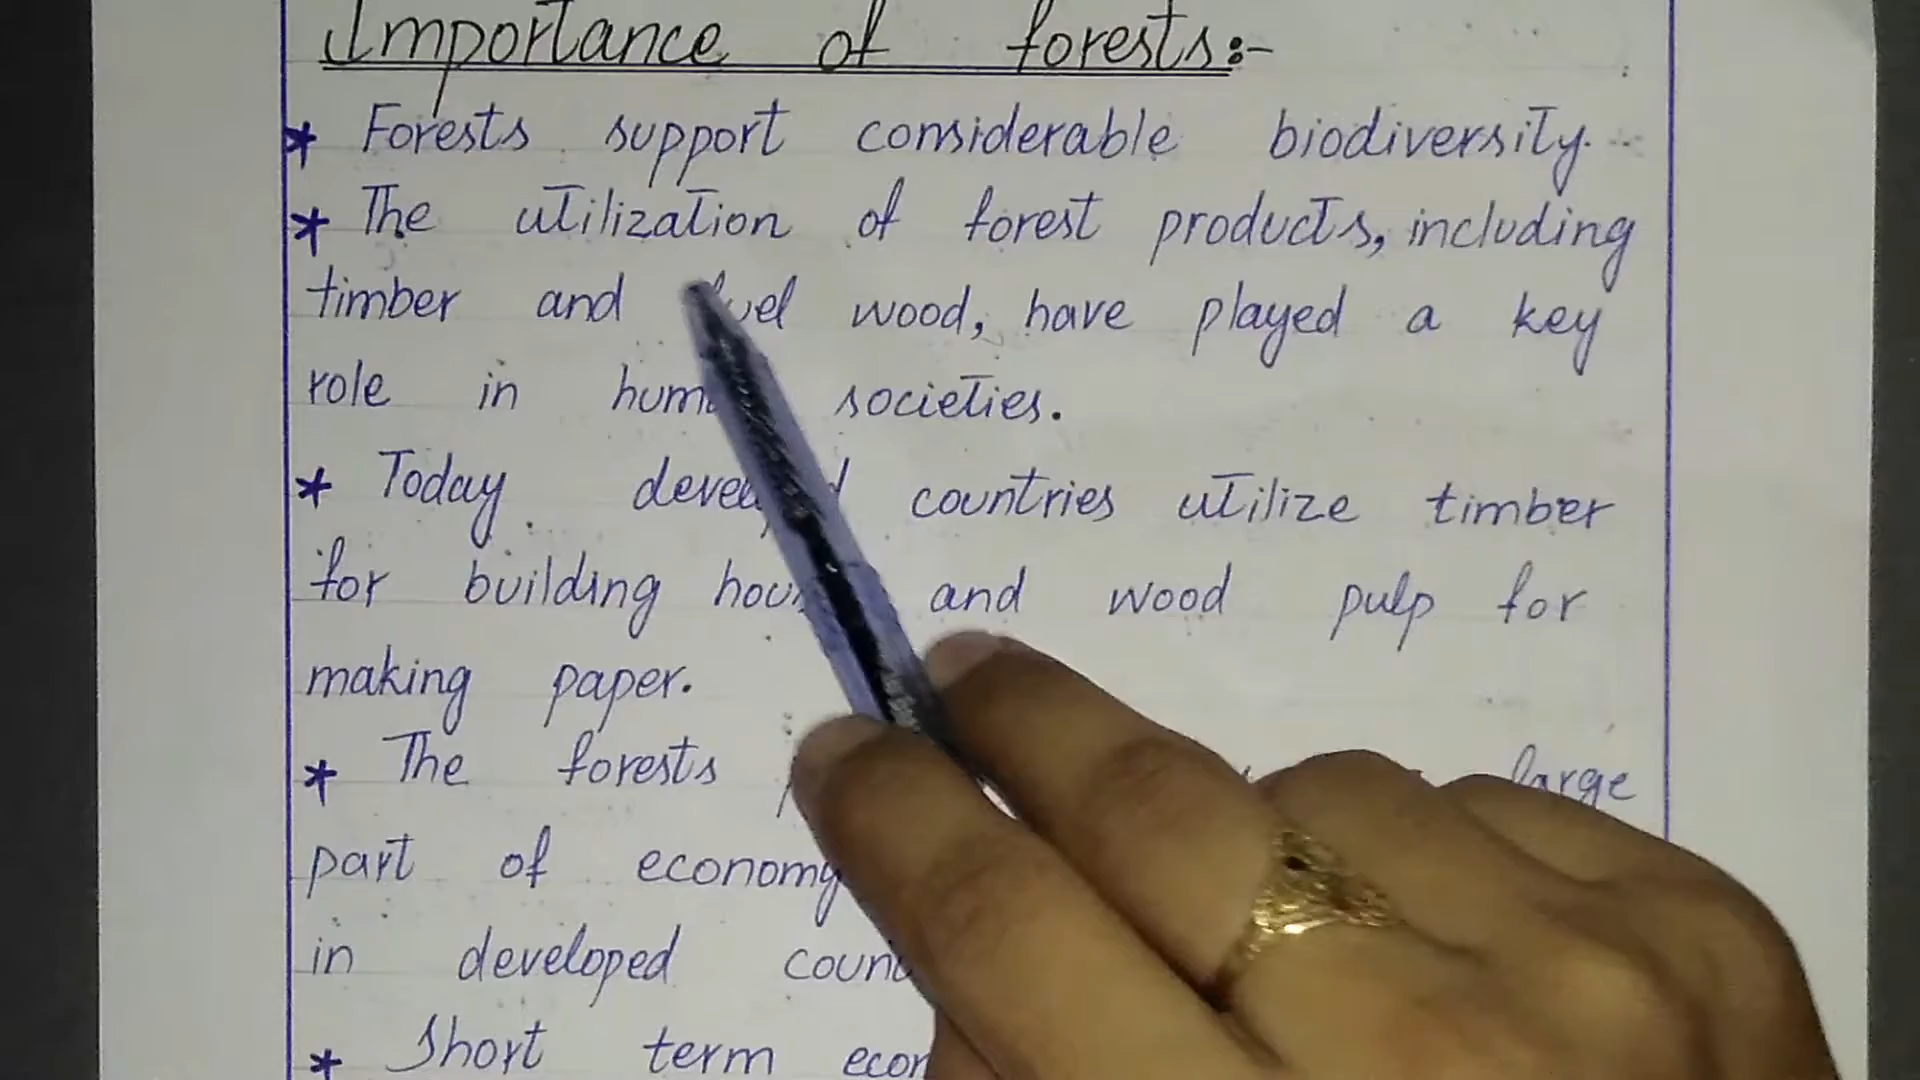 Importance of forests:-
* Forests support considerable biodiversity.
* The utilization of forest products, including
timber and fuel wood, have played a key
role in societies.
* Today countries utilize timber
for building and wood pulp for
making paper.
* The forests large
part of economy
in developed
* Short term